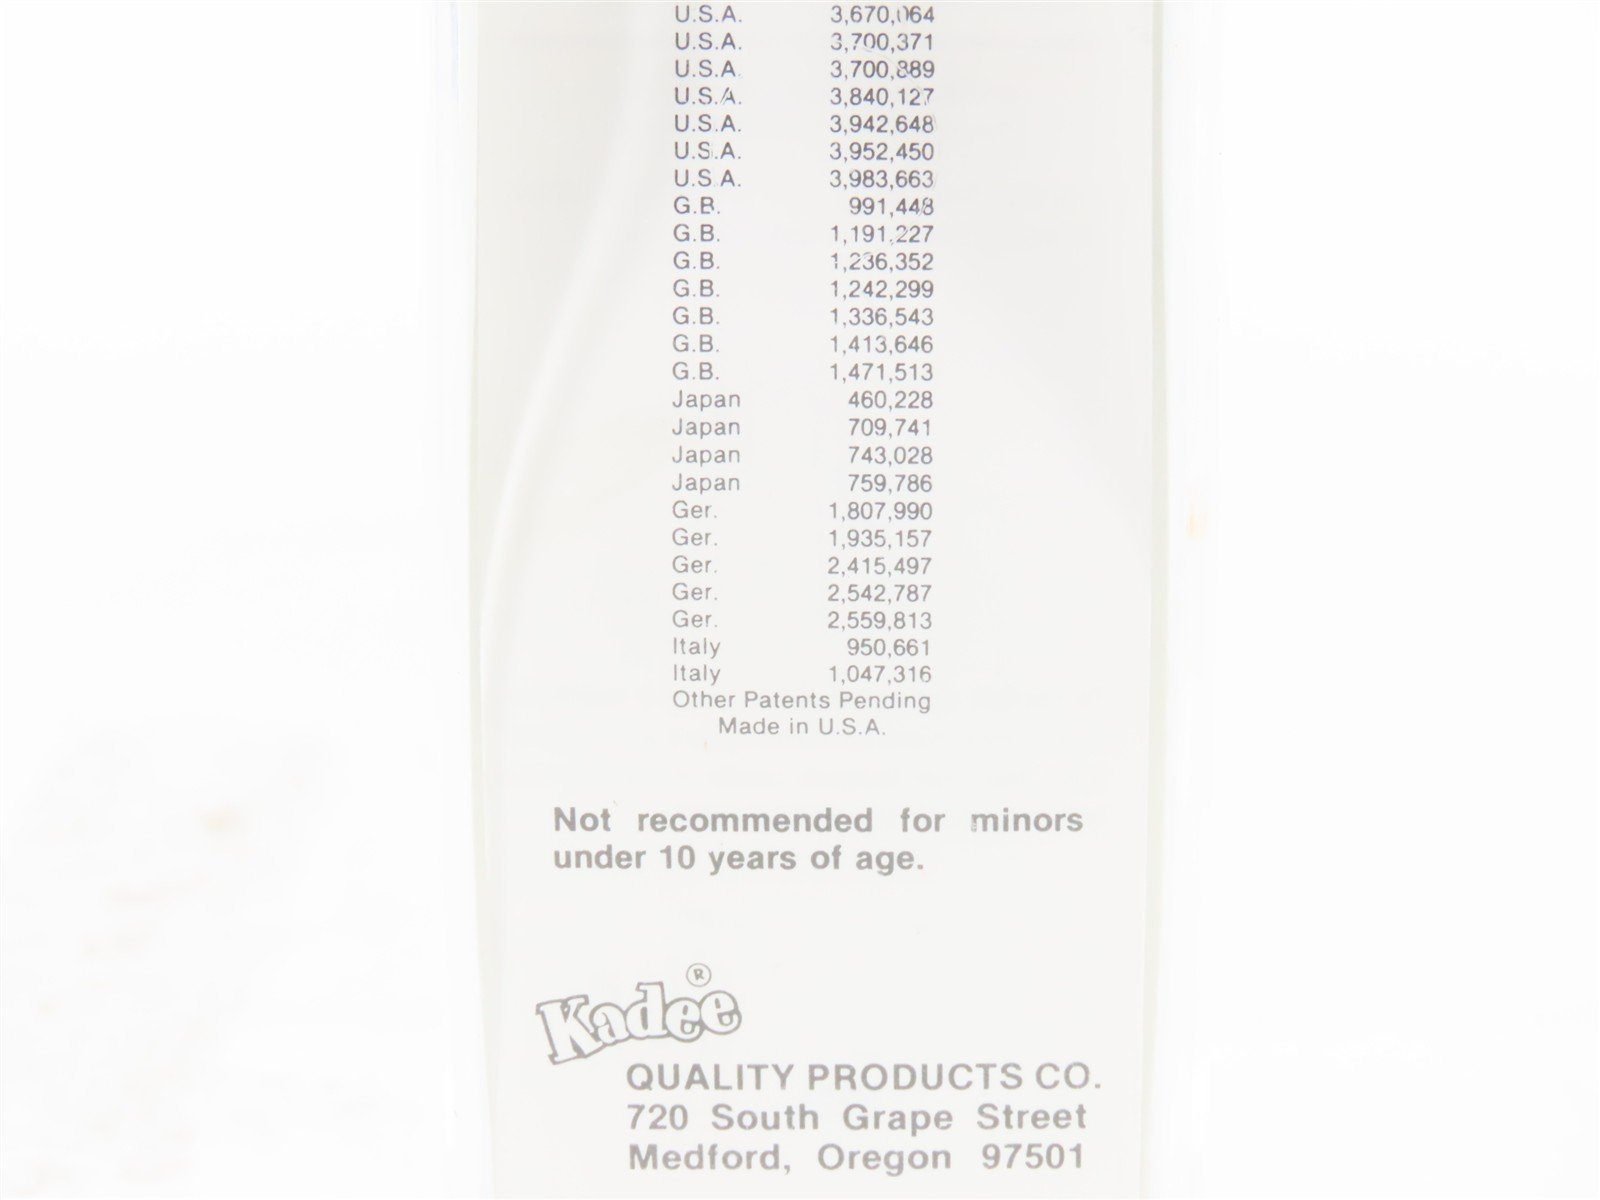 U.S.A. 3,670,064
U.S.A. 3,700,371
U.S.A. 3,700,889
U.S.A. 3,840,127
U.S.A. 3,942,648
U.S.A. 3,952,450
U.S.A. 3,983,663
G.B. 991,448
G.B. 1,191,227
G.B. 1,236,352
G.B. 1,242,299
G.B. 1,336,543
G.B. 1,413,646
G.B. 1,471,513
Japan 460,228
Japan 709,741
Japan 743,028
Japan 759,786
Ger. 1,807,990
Ger. 1,935,157
Ger. 2,415,497
Ger. 2,542,787
Ger. 2,559,813
Italy 950,661
Italy 1,047,316
Other Patents Pending
Made in U.S.A.
Not recommended for minors
under 10 years of age.
Kadee®
QUALITY PRODUCTS CO.
720 South Grape Street
Medford, Oregon 97501